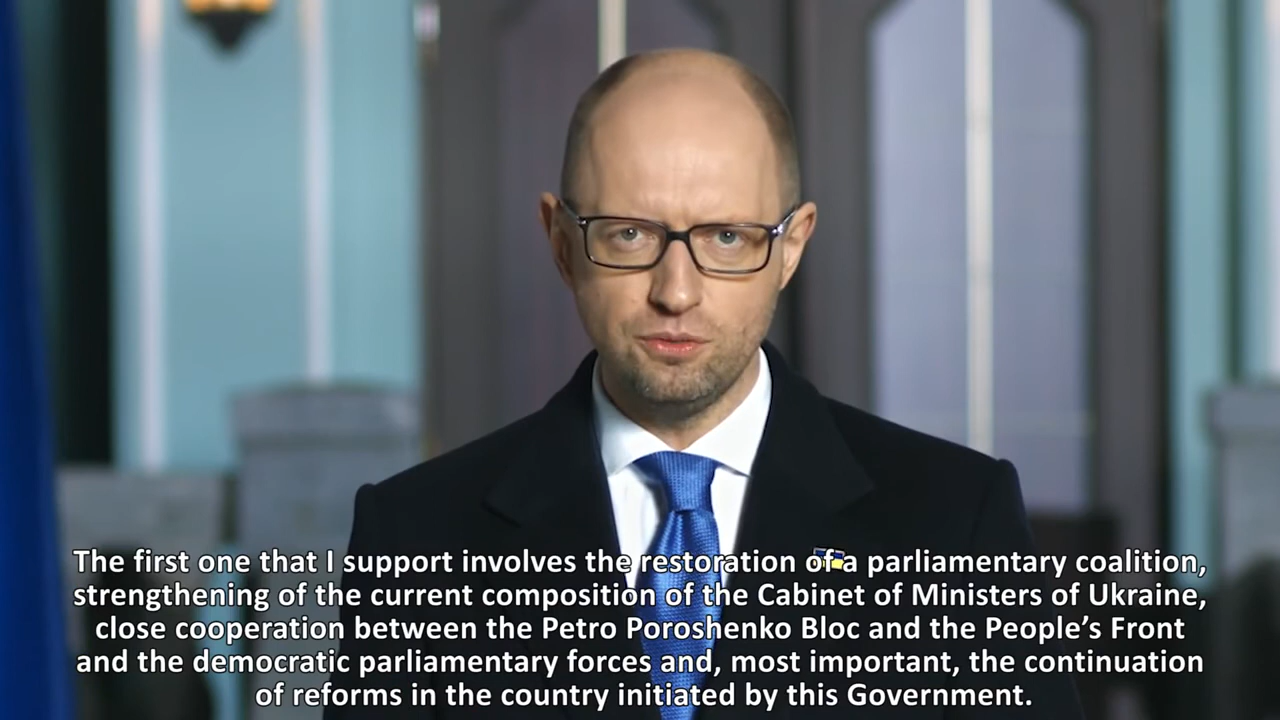 The first one that I support involves the restoration of a parliamentary coalition,
strengthening of the current composition of the Cabinet of Ministers of Ukraine,
close cooperation between the Petro Poroshenko Bloc and the People’s Front
and the democratic parliamentary forces and, most important, the continuation
of reforms in the country initiated by this Government.